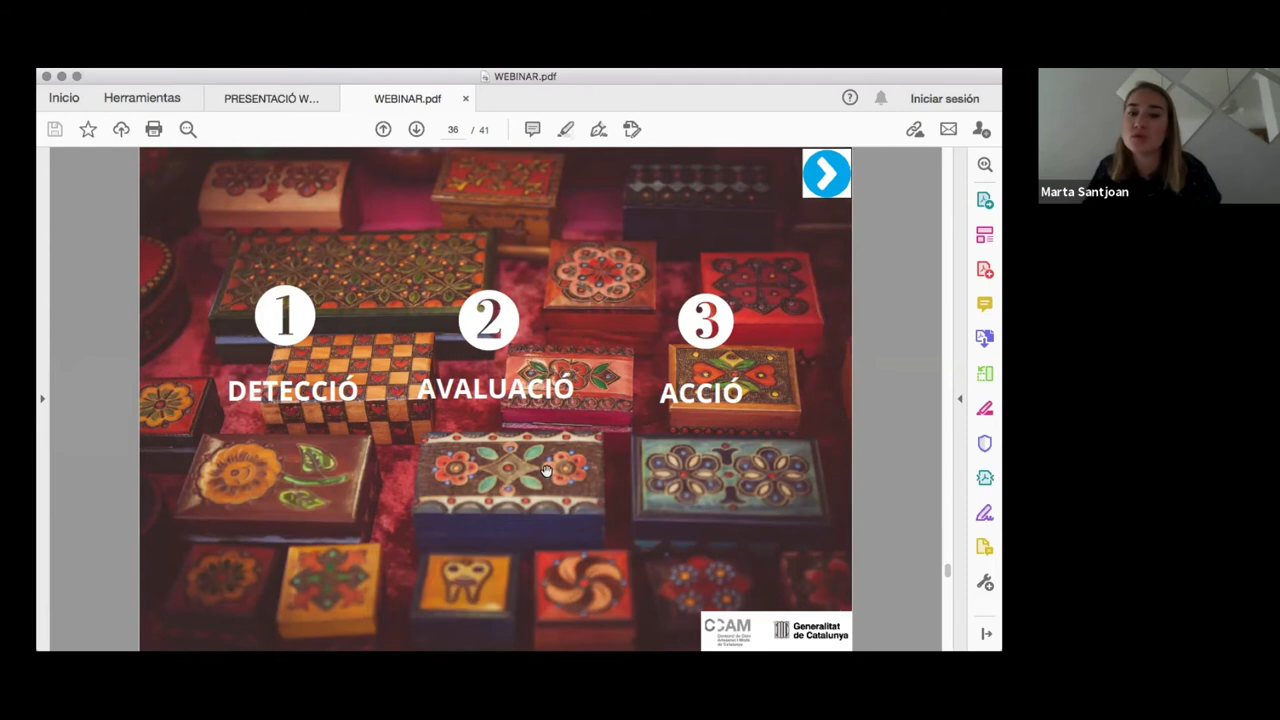 WEBINAR.pdf
Inicio
Herramientas
PRESENTACIÓ W...
WEBINAR.pdf
Iniciar sesión
36 / 41
Marta Santjoan
1
2
3
DETECCIÓ
AVALUACIÓ
ACCIÓ
CCAM
Generalitat
de Catalunya